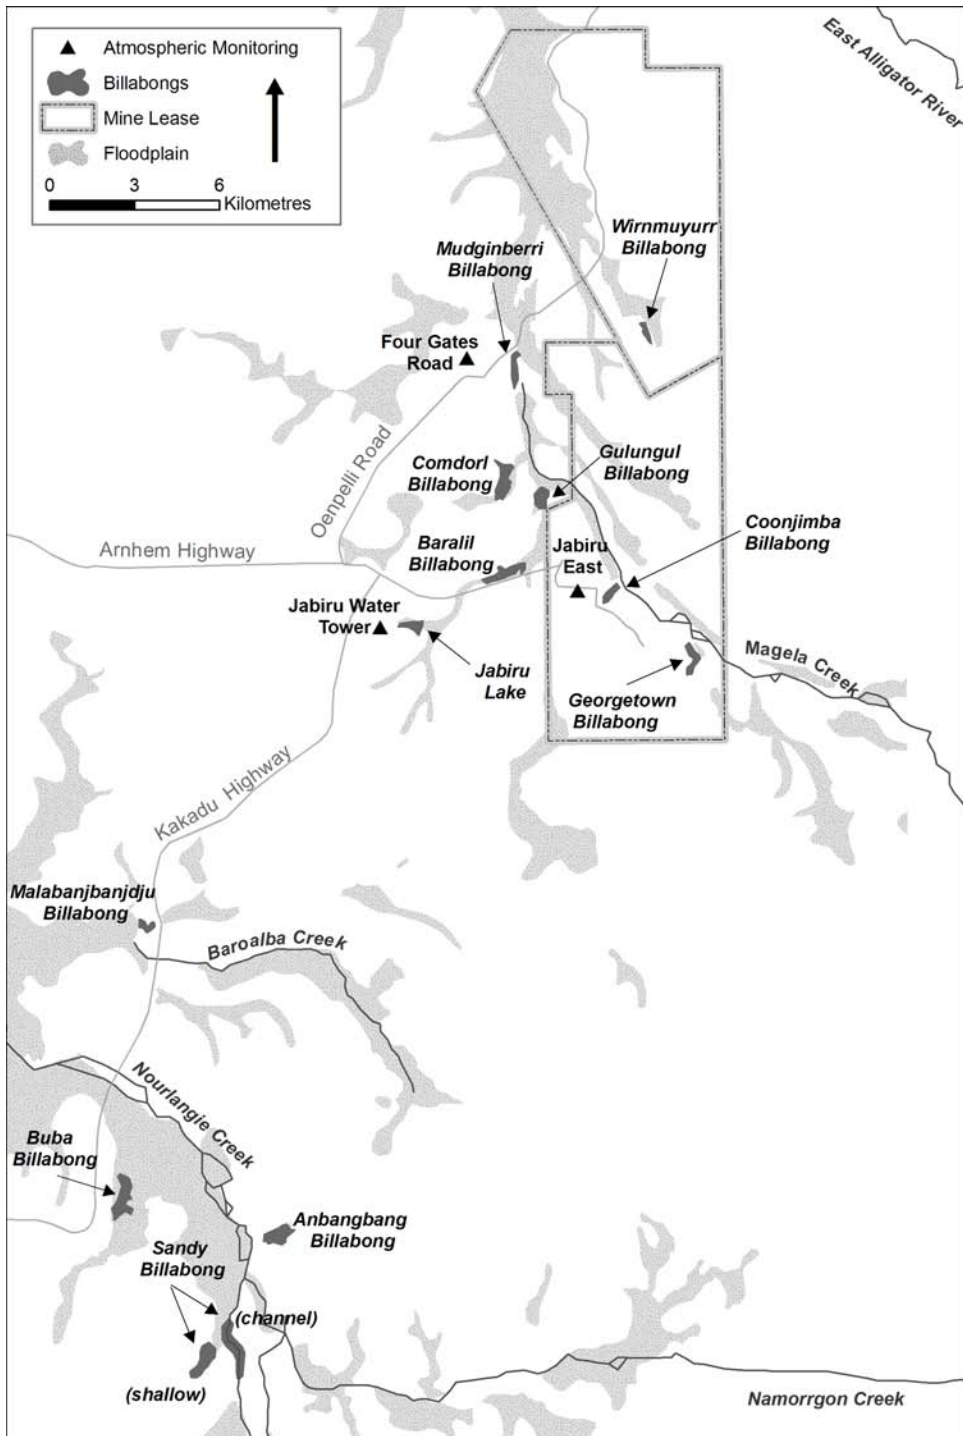 Atmospheric Monitoring
Billabongs
Mine Lease
Floodplain
0 3 6
Kilometres
East Alligator River
Wirnmuyurr
Billabong
Mudginberri
Billabong
Four Gates
Road
Oenpelli Road
Comdorl
Billabong
Gulungul
Billabong
Coonjimba
Billabong
Arnhem Highway
Baralil
Billabong
Jabiru
East
Jabiru Water
Tower
Jabiru
Lake
Georgetown
Billabong
Magela Creek
Kakadu Highway
Malabanjbanjdju
Billabong
Baroalba Creek
Nourlangie Creek
Buba
Billabong
Anbangbang
Billabong
Sandy
Billabong
(channel)
(shallow)
Namorrgon Creek